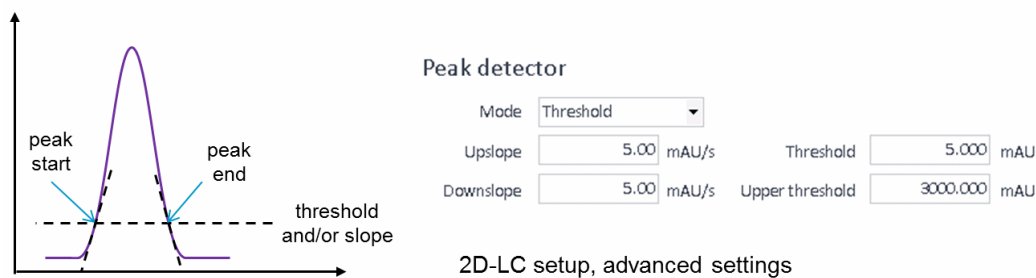 peak
start
peak
end
threshold
and/or slope
Peak detector
Mode Threshold
Upslope 5.00 mAU/s Threshold 5.000 mAU
Downslope 5.00 mAU/s Upper threshold 3000.000 mAU
2D-LC setup, advanced settings